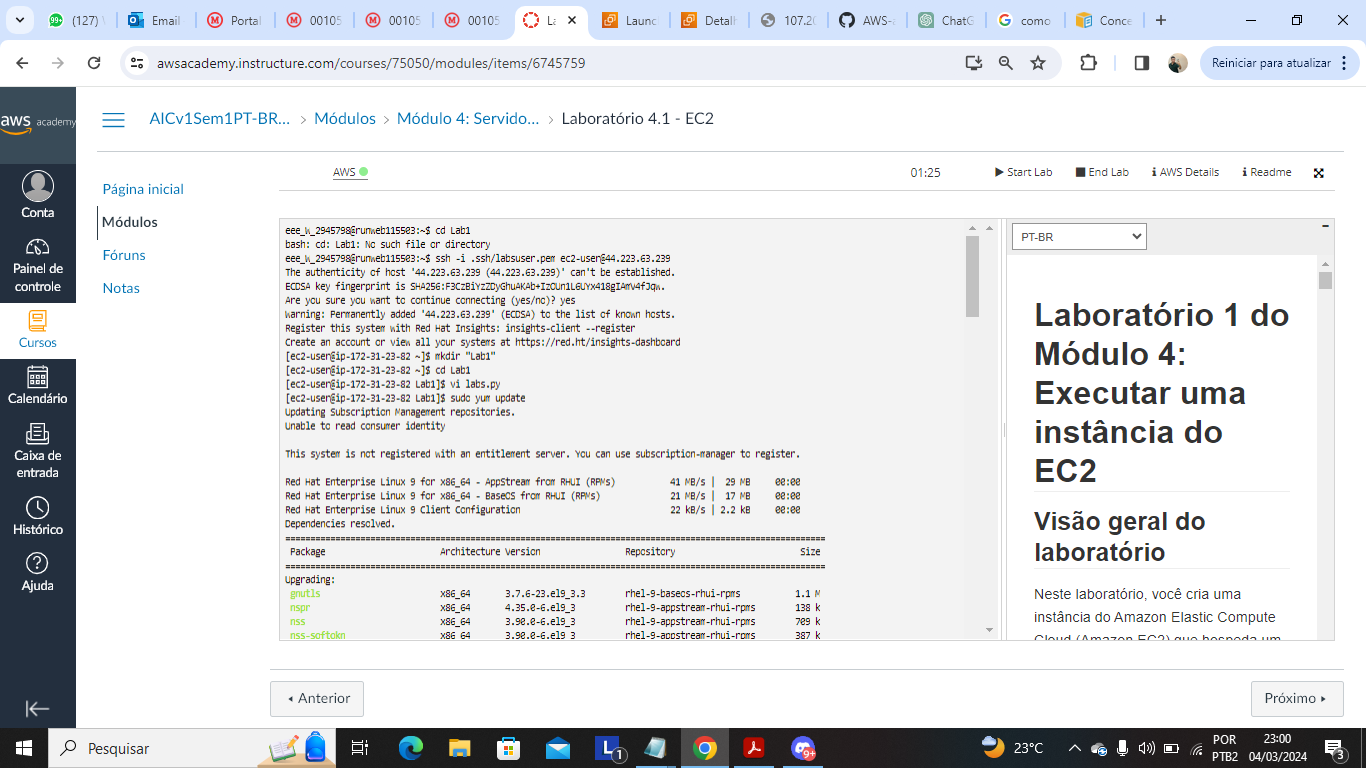 (127)
Email
Portal
00105
00105
00105
La
Launc
Detalh
107.20
AWS-a
ChatG
como
Conce
awsacademy.instructure.com/courses/75050/modules/items/6745759
Reiniciar para atualizar
aws academy
Conta
Painel de controle
Cursos
Calendário
Caixa de entrada
Histórico
Ajuda
AICv1Sem1PT-BR... > Módulos > Módulo 4: Servido... > Laboratório 4.1 - EC2
Página inicial
Módulos
Fóruns
Notas
AWS
01:25
Start Lab
End Lab
AWS Details
Readme
eee_W_2945798@runweb115503:~$ cd Lab1
bash: cd: Lab1: No such file or directory
eee_W_2945798@runweb115503:~$ ssh -i .ssh/labsuser.pem ec2-user@44.223.63.239
The authenticity of host '44.223.63.239 (44.223.63.239)' can't be established.
ECDSA key fingerprint is SHA256:F3CzBiYzZDyGhuAKAb+IzOUn1L6UYx418gIAmV4fJqw.
Are you sure you want to continue connecting (yes/no)? yes
Warning: Permanently added '44.223.63.239' (ECDSA) to the list of known hosts.
Register this system with Red Hat Insights: insights-client --register
Create an account or view all your systems at https://red.ht/insights-dashboard
[ec2-user@ip-172-31-23-82 ~]$ mkdir "Lab1"
[ec2-user@ip-172-31-23-82 ~]$ cd Lab1
[ec2-user@ip-172-31-23-82 Lab1]$ vi labs.py
[ec2-user@ip-172-31-23-82 Lab1]$ sudo yum update
Updating Subscription Management repositories.
Unable to read consumer identity
This system is not registered with an entitlement server. You can use subscription-manager to register.
Red Hat Enterprise Linux 9 for x86_64 - AppStream from RHUI (RPMs) 41 MB/s | 29 MB 00:00
Red Hat Enterprise Linux 9 for x86_64 - BaseOS from RHUI (RPMs) 21 MB/s | 17 MB 00:00
Red Hat Enterprise Linux 9 Client Configuration 22 kB/s | 2.2 kB 00:00
Dependencies resolved.
Package Architecture Version Repository Size
Upgrading:
gnutls x86_64 3.7.6-23.el9_3.3 rhel-9-baseos-rhui-rpms 1.1 M
nspr x86_64 4.35.0-6.el9_3 rhel-9-appstream-rhui-rpms 138 k
nss x86_64 3.90.0-6.el9_3 rhel-9-appstream-rhui-rpms 709 k
nss-softokn x86_64 3.90.0-6.el9_3 rhel-9-appstream-rhui-rpms 387 k
PT-BR
Laboratório 1 do
Módulo 4:
Executar uma
instância do
EC2
Visão geral do
laboratório
Neste laboratório, você cria uma
instância do Amazon Elastic Compute
Cloud (Amazon EC2) que hospeda um
Anterior
Próximo
Pesquisar
L
1
9+
23°C
POR
PTB2
23:00
04/03/2024
3